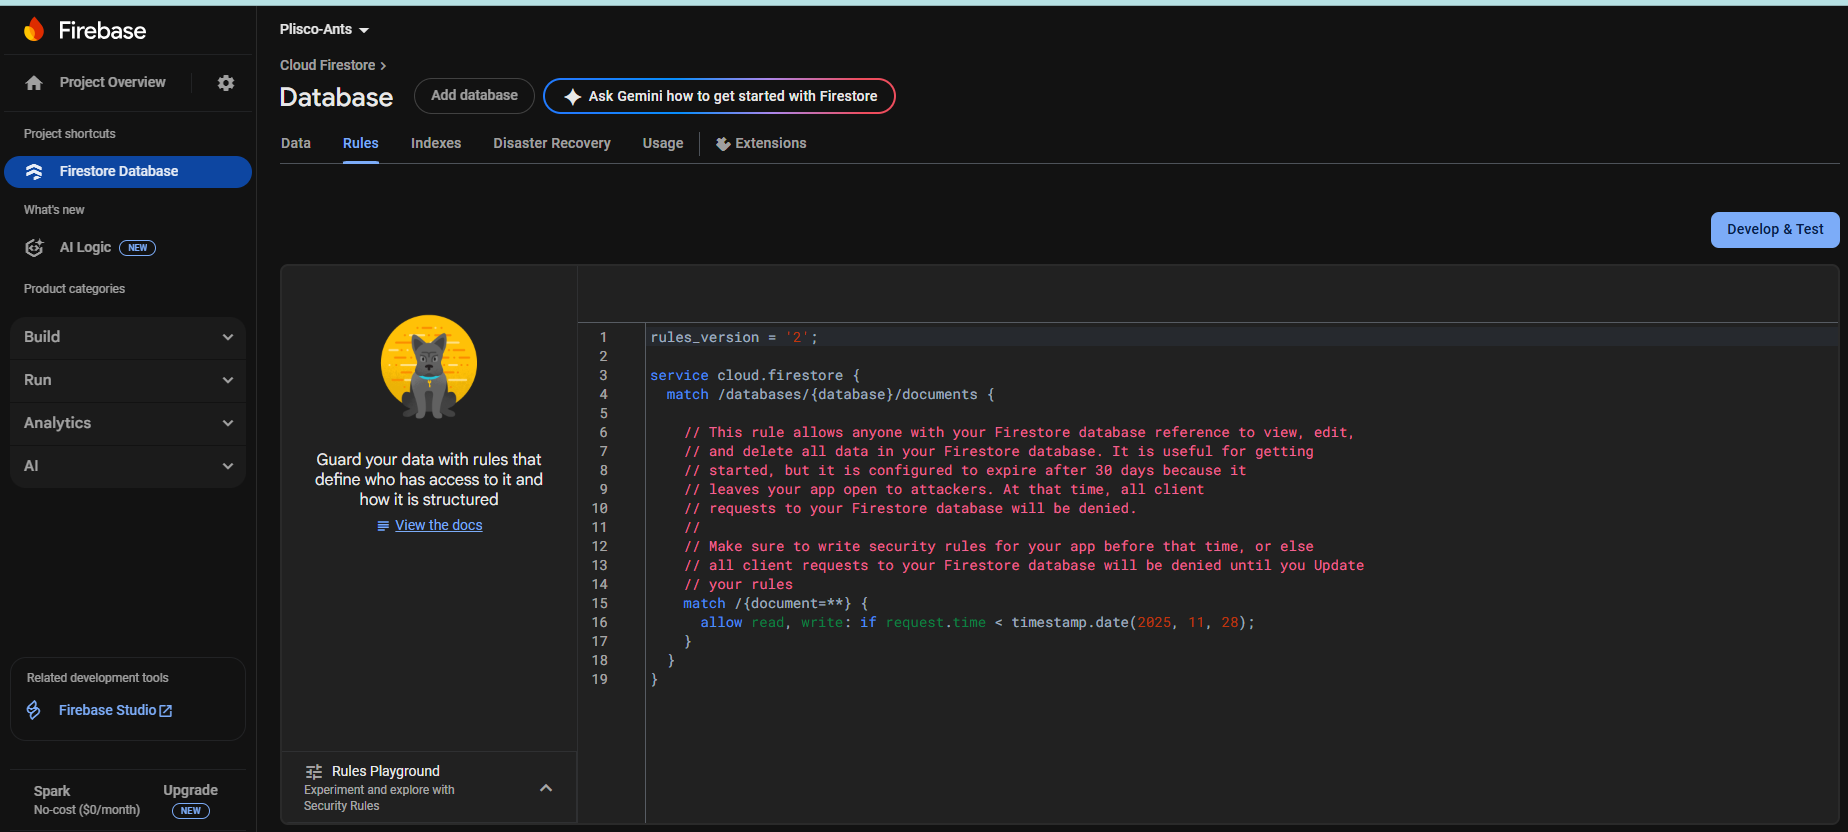 Firebase
Project Overview
Project shortcuts
Firestore Database
What's new
AI Logic NEW
Product categories
Build
Run
Analytics
AI
Related development tools
Firebase Studio
Spark
No-cost ($0/month)
Upgrade
NEW
Plisco-Ants
Cloud Firestore
Database
Add database
Ask Gemini how to get started with Firestore
Data Rules Indexes Disaster Recovery Usage Extensions
Develop & Test
Guard your data with rules that
define who has access to it and
how it is structured
View the docs
Rules Playground
Experiment and explore with
Security Rules
1 rules_version = '2';
2
3 service cloud.firestore {
4 match /databases/{database}/documents {
5
6 // This rule allows anyone with your Firestore database reference to view, edit,
7 // and delete all data in your Firestore database. It is useful for getting
8 // started, but it is configured to expire after 30 days because it
9 // leaves your app open to attackers. At that time, all client
10 // requests to your Firestore database will be denied.
11 //
12 // Make sure to write security rules for your app before that time, or else
13 // all client requests to your Firestore database will be denied until you Update
14 // your rules
15 match /{document=**} {
16 allow read, write: if request.time < timestamp.date(2025, 11, 28);
17 }
18 }
19 }